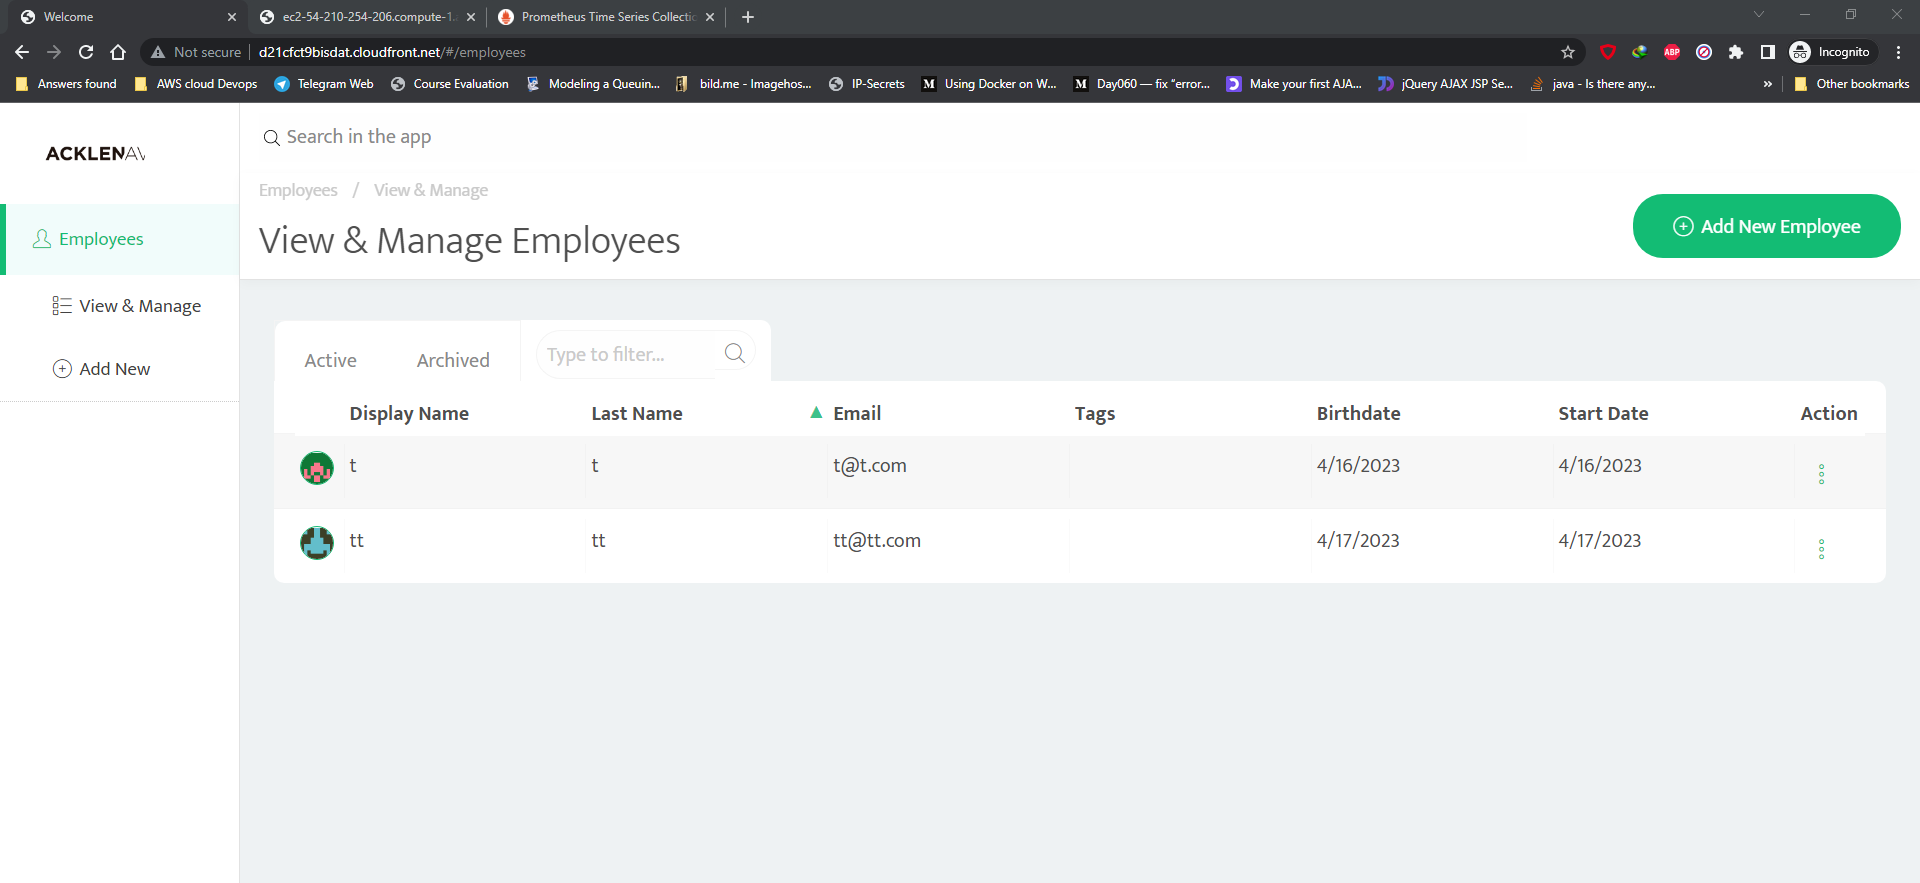 Welcome
ec2-54-210-254-206.compute-1.
Prometheus Time Series Collecti
Not secure
d21cfct9bisdat.cloudfront.net/#/employees
ABP
Incognito
Answers found
AWS cloud Devops
Telegram Web
Course Evaluation
Modeling a Queuin...
bild.me - Imagehos...
IP-Secrets
Using Docker on W...
Day060 — fix “error...
Make your first AJA...
jQuery AJAX JSP Se...
java - Is there any...
»
Other bookmarks
ACKLENAV
Search in the app
Employees / View & Manage
View & Manage Employees
Add New Employee
Employees
View & Manage
Add New
Active
Archived
Type to filter...
Display Name Last Name Email Tags Birthdate Start Date Action
t t t@t.com 4/16/2023 4/16/2023
tt tt tt@tt.com 4/17/2023 4/17/2023